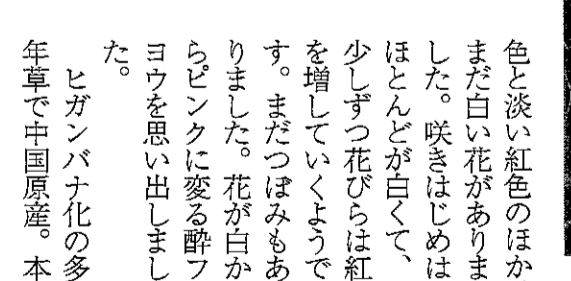 色と淡い紅色のほか
まだ白い花がありま
した。咲きはじめは
ほとんどが白くて、
少しずつ花びらは紅
を増していくようで
す。まだつぼみもあ
りました。花が白か
らピンクに変る酔フ
ヨウを思い出しまし
た。
ヒガンバナ化の多
年草で中国原産。本